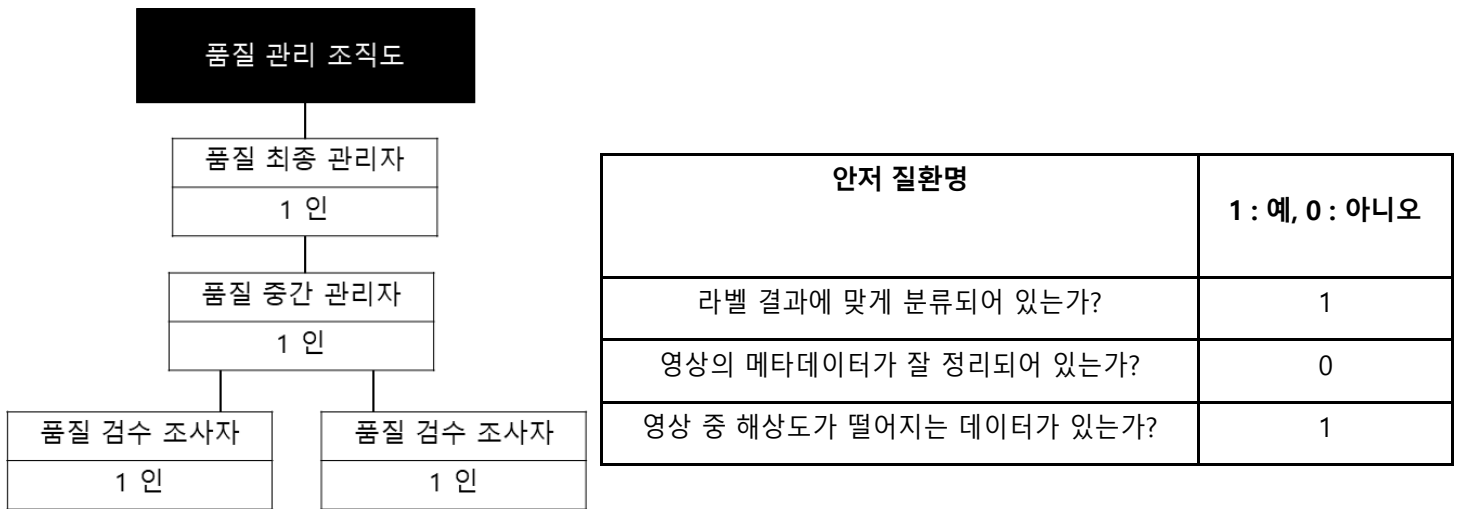 품질 관리 조직도
품질 최종 관리자
1 인
품질 중간 관리자
1 인
품질 검수 조사자
1 인
품질 검수 조사자
1 인
안저 질환명
1 : 예, 0 : 아니오
라벨 결과에 맞게 분류되어 있는가?
1
영상의 메타데이터가 잘 정리되어 있는가?
0
영상 중 해상도가 떨어지는 데이터가 있는가?
1